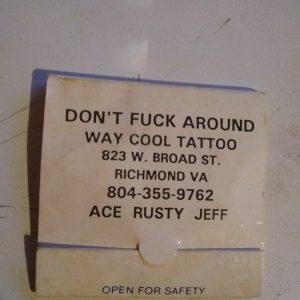 DON'T FUCK AROUND
WAY COOL TATTOO
823 W. BROAD ST.
RICHMOND VA
804-355-9762
ACE RUSTY JEFF
OPEN FOR SAFETY